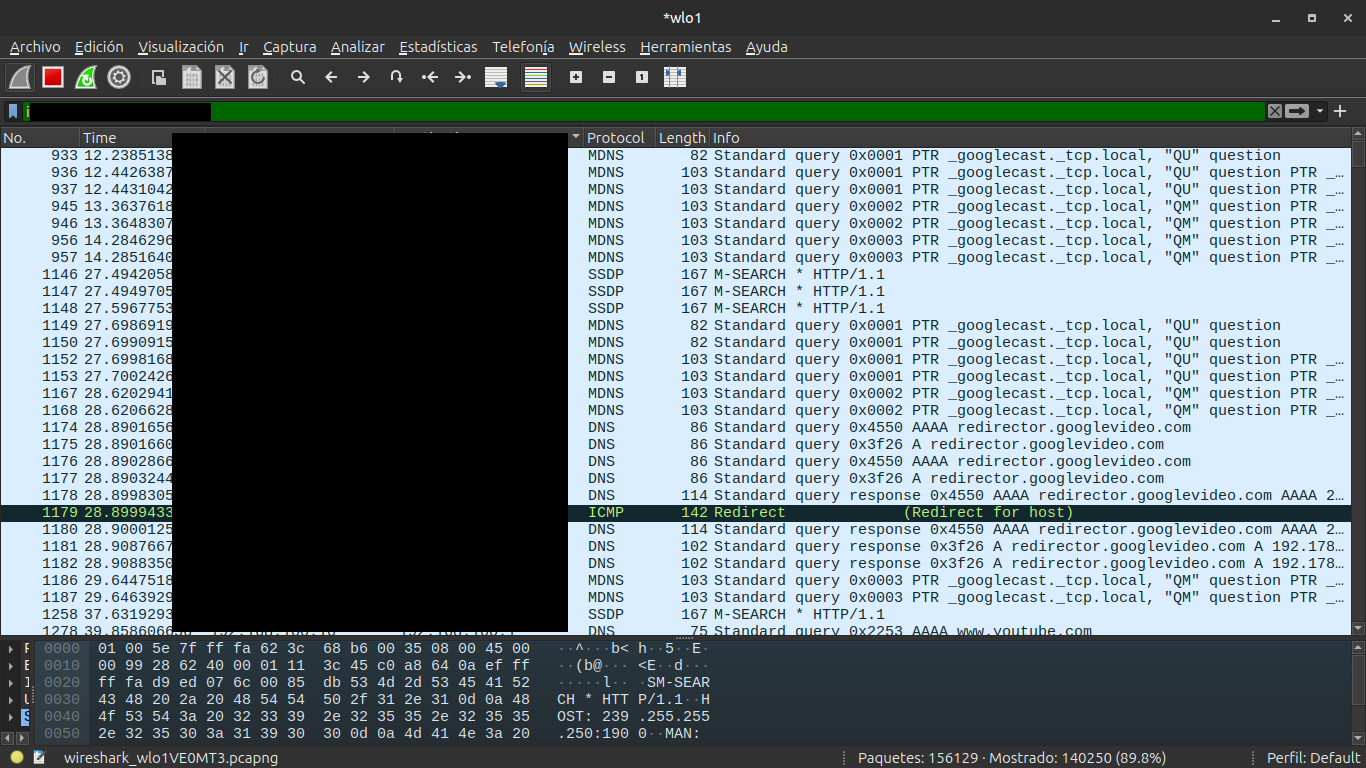 *wlo1
Archivo Edición Visualización Ir Captura Analizar Estadísticas Telefonía Wireless Herramientas Ayuda
i
No. Time Protocol Length Info
933 12.2385138 MDNS 82 Standard query 0x0001 PTR _googlecast._tcp.local, "QU" question
936 12.4426387 MDNS 103 Standard query 0x0001 PTR _googlecast._tcp.local, "QU" question PTR _…
937 12.4431042 MDNS 103 Standard query 0x0001 PTR _googlecast._tcp.local, "QU" question PTR _…
945 13.3637618 MDNS 103 Standard query 0x0002 PTR _googlecast._tcp.local, "QM" question PTR _…
946 13.3648307 MDNS 103 Standard query 0x0002 PTR _googlecast._tcp.local, "QM" question PTR _…
956 14.2846296 MDNS 103 Standard query 0x0003 PTR _googlecast._tcp.local, "QM" question PTR _…
957 14.2851640 MDNS 103 Standard query 0x0003 PTR _googlecast._tcp.local, "QM" question PTR _…
1146 27.4942058 SSDP 167 M-SEARCH * HTTP/1.1
1147 27.4949705 SSDP 167 M-SEARCH * HTTP/1.1
1148 27.5967753 SSDP 167 M-SEARCH * HTTP/1.1
1149 27.6986919 MDNS 82 Standard query 0x0001 PTR _googlecast._tcp.local, "QU" question
1150 27.6990915 MDNS 82 Standard query 0x0001 PTR _googlecast._tcp.local, "QU" question
1152 27.6998168 MDNS 103 Standard query 0x0001 PTR _googlecast._tcp.local, "QU" question PTR _…
1153 27.7002426 MDNS 103 Standard query 0x0001 PTR _googlecast._tcp.local, "QU" question PTR _…
1167 28.6202941 MDNS 103 Standard query 0x0002 PTR _googlecast._tcp.local, "QM" question PTR _…
1168 28.6206628 MDNS 103 Standard query 0x0002 PTR _googlecast._tcp.local, "QM" question PTR _…
1174 28.8901656 DNS 86 Standard query 0x4550 AAAA redirector.googlevideo.com
1175 28.8901660 DNS 86 Standard query 0x3f26 A redirector.googlevideo.com
1176 28.8902866 DNS 86 Standard query 0x4550 AAAA redirector.googlevideo.com
1177 28.8903244 DNS 86 Standard query 0x3f26 A redirector.googlevideo.com
1178 28.8998305 DNS 114 Standard query response 0x4550 AAAA redirector.googlevideo.com AAAA 2…
1179 28.8999433 ICMP 142 Redirect (Redirect for host)
1180 28.9000125 DNS 114 Standard query response 0x4550 AAAA redirector.googlevideo.com AAAA 2…
1181 28.9087667 DNS 102 Standard query response 0x3f26 A redirector.googlevideo.com A 192.178…
1182 28.9088350 DNS 102 Standard query response 0x3f26 A redirector.googlevideo.com A 192.178…
1186 29.6447518 MDNS 103 Standard query 0x0003 PTR _googlecast._tcp.local, "QM" question PTR _…
1187 29.6463929 MDNS 103 Standard query 0x0003 PTR _googlecast._tcp.local, "QM" question PTR _…
1258 37.6319293 SSDP 167 M-SEARCH * HTTP/1.1
1278 DNS 75 Standard query 0x2253 AAAA www.youtube.com
0000 01 00 5e 7f ff fa 62 3c 68 b6 00 35 08 00 45 00 ··^···b< h··5··E·
0010 00 99 28 62 40 00 01 11 3c 45 c0 a8 64 0a ef ff ··(b@··· <E··d···
0020 ff fa d9 ed 07 6c 00 85 db 53 4d 2d 53 45 41 52 ·····l·· ·SM-SEAR
0030 43 48 20 2a 20 48 54 54 50 2f 31 2e 31 0d 0a 48 CH * HTT P/1.1··H
0040 4f 53 54 3a 20 32 33 39 2e 32 35 35 2e 32 35 35 OST: 239 .255.255
0050 2e 32 35 30 3a 31 39 30 30 0d 0a 4d 41 4e 3a 20 .250:190 0··MAN:
wireshark_wlo1VE0MT3.pcapng Paquetes: 156129 · Mostrado: 140250 (89.8%) Perfil: Default